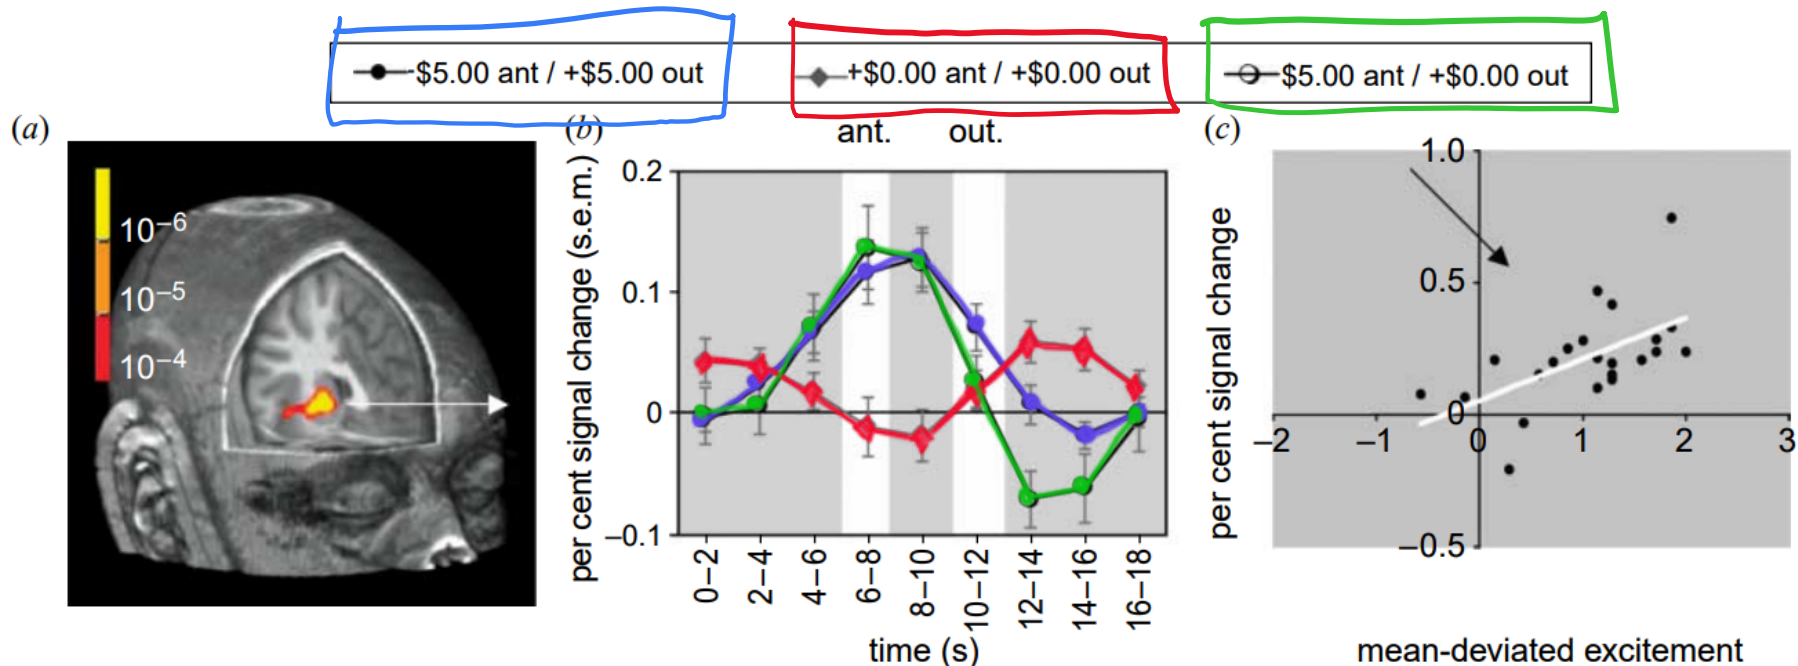 $5.00 ant / +$5.00 out
+$0.00 ant / +$0.00 out
$5.00 ant / +$0.00 out
(a)
10−6
10−5
10−4
(b)
ant.
out.
per cent signal change (s.e.m.)
0.2
0.1
0
−0.1
0−2
2−4
4−6
6−8
8−10
10−12
12−14
14−16
16−18
time (s)
(c)
per cent signal change
1.0
0.5
0
−0.5
−2
−1
0
1
2
3
mean-deviated excitement